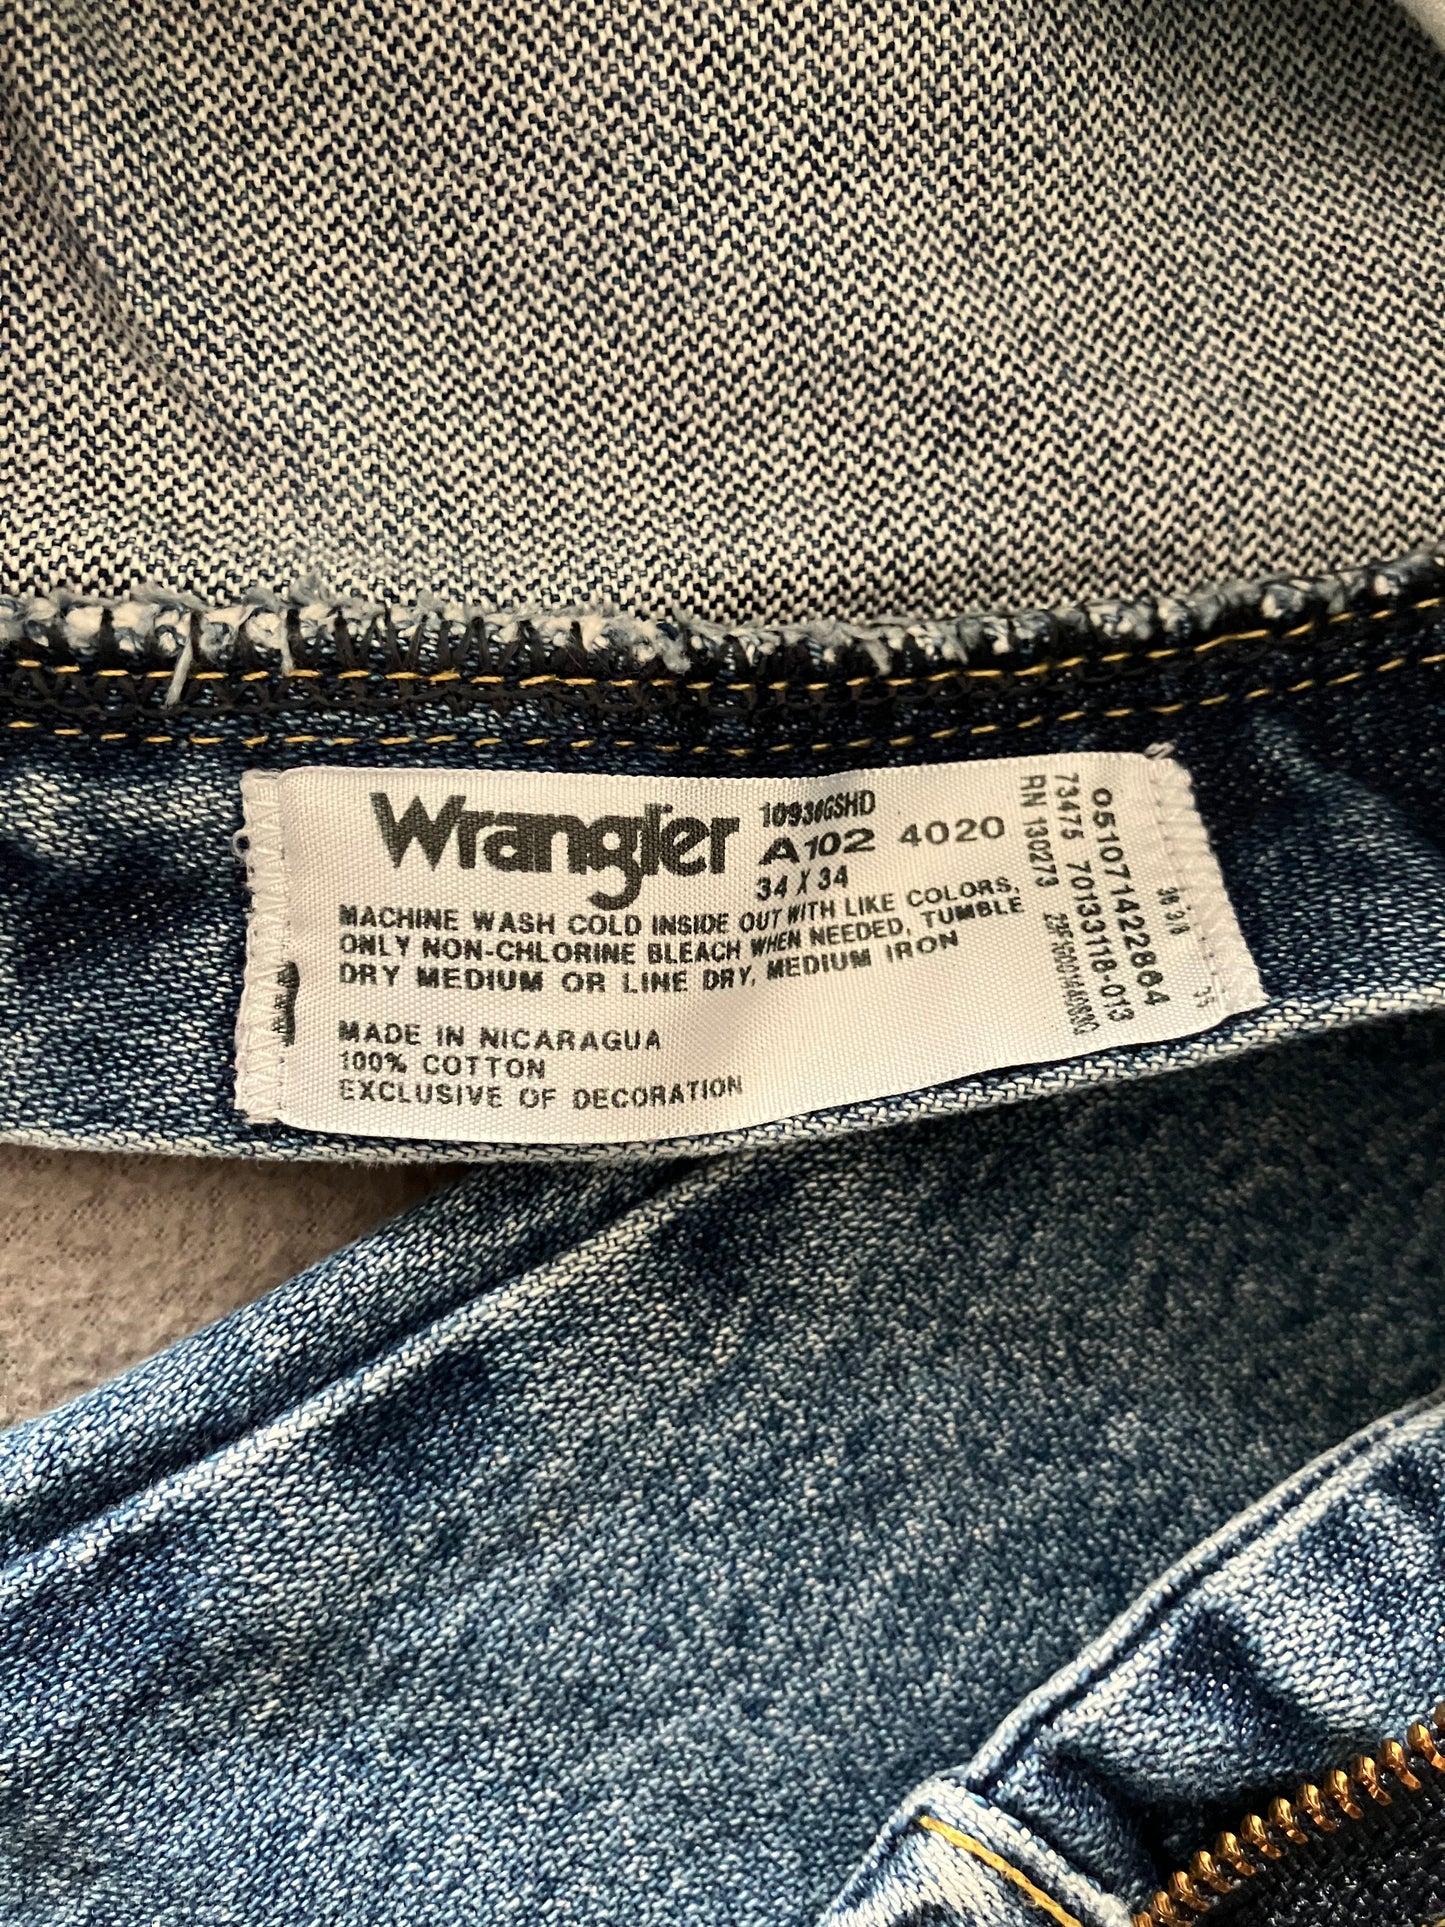 Wrangler
A102 4020
34 X 34
MACHINE WASH COLD INSIDE OUT WITH LIKE COLORS,
ONLY NON-CHLORINE BLEACH WHEN NEEDED, TUMBLE
DRY MEDIUM OR LINE DRY, MEDIUM IRON
MADE IN NICARAGUA
100% COTTON
EXCLUSIVE OF DECORATION
051071422864
73475 70133118-013
RN 130273